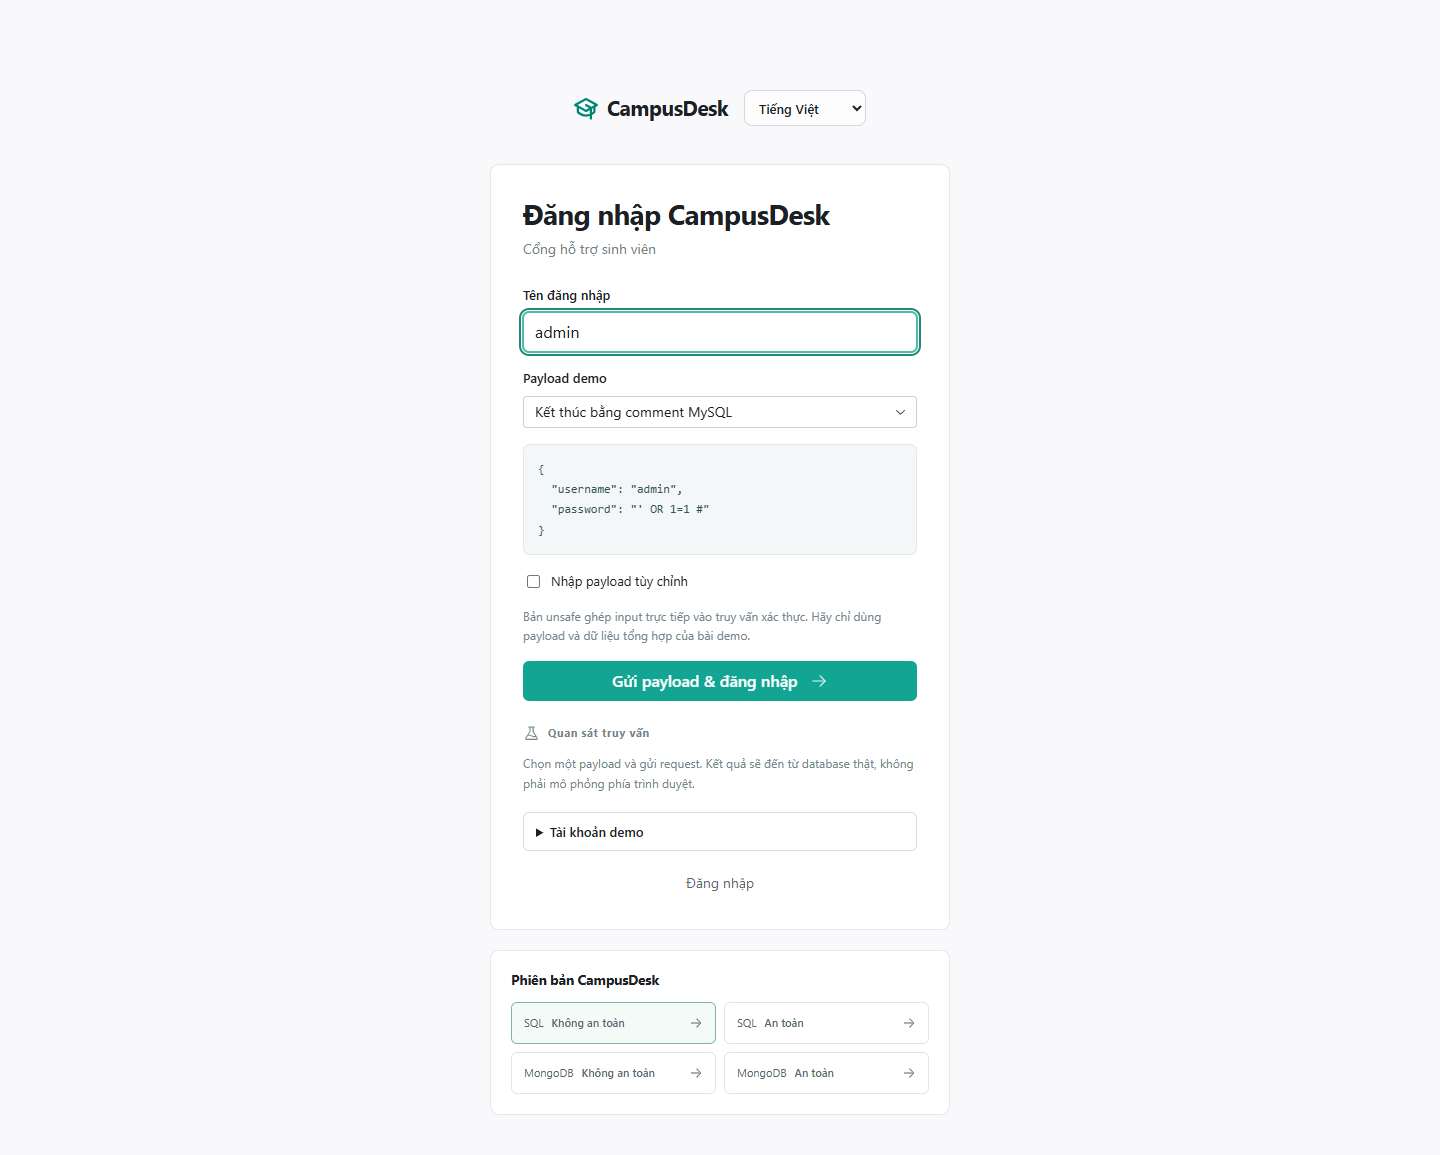 CampusDesk
Tiếng Việt
Đăng nhập CampusDesk
Cổng hỗ trợ sinh viên
Tên đăng nhập
admin
Payload demo
Kết thúc bằng comment MySQL
{
"username": "admin",
"password": "' OR 1=1 #"
}
Nhập payload tùy chỉnh
Bản unsafe ghép input trực tiếp vào truy vấn xác thực. Hãy chỉ dùng
payload và dữ liệu tổng hợp của bài demo.
Gửi payload & đăng nhập →
Quan sát truy vấn
Chọn một payload và gửi request. Kết quả sẽ đến từ database thật, không
phải mô phỏng phía trình duyệt.
▶ Tài khoản demo
Đăng nhập
Phiên bản CampusDesk
SQL Không an toàn →
SQL An toàn →
MongoDB Không an toàn →
MongoDB An toàn →